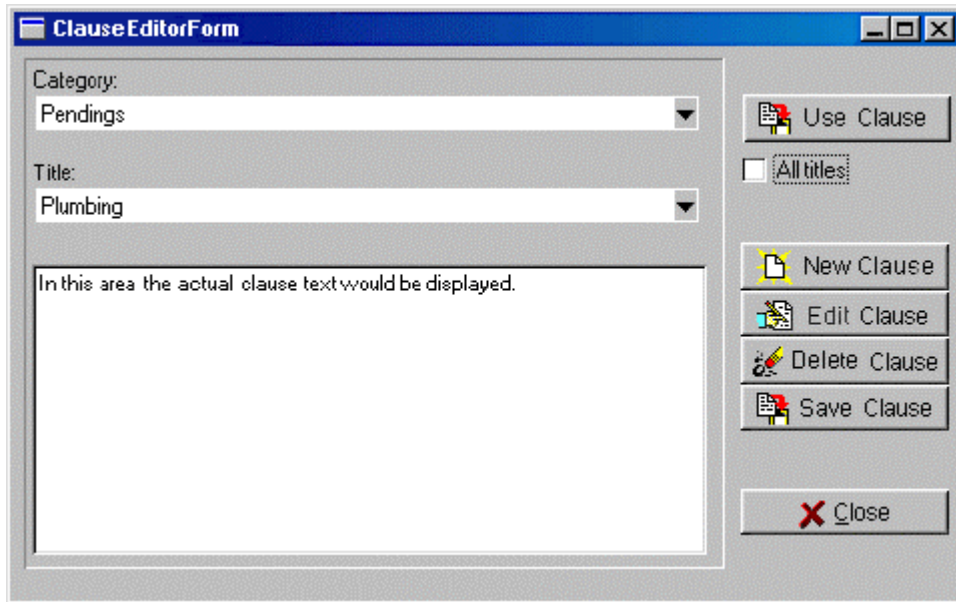 ClauseEditorForm
Category:
Pendings
Use Clause
All titles
Title:
Plumbing
In this area the actual clause text would be displayed.
New Clause
Edit Clause
Delete Clause
Save Clause
Close